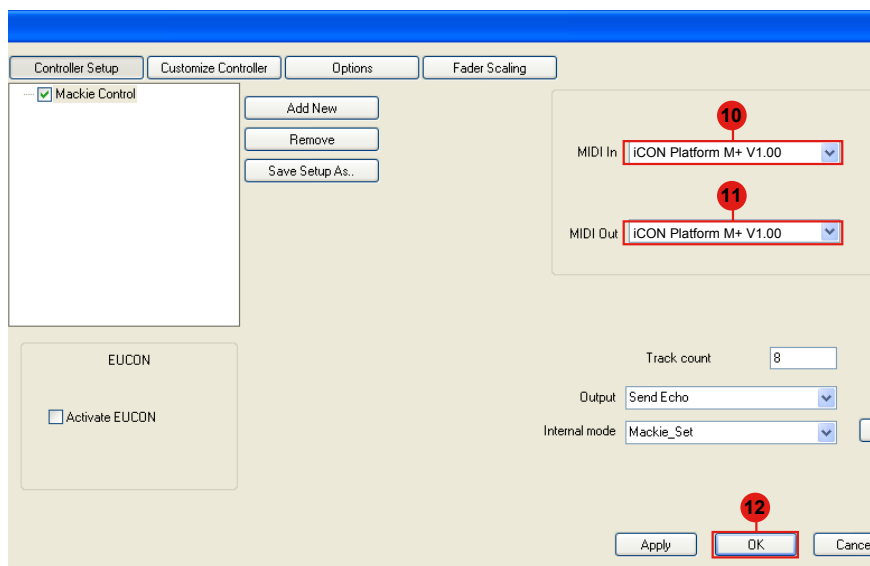 Controller Setup Customize Controller Options Fader Scaling
Mackie Control
Add New
Remove
Save Setup As..
10
MIDI In iCON Platform M+ V1.00
11
MIDI Out iCON Platform M+ V1.00
EUCON
Activate EUCON
Track count 8
Output Send Echo
Internal mode Mackie_Set
12
Apply OK Cance